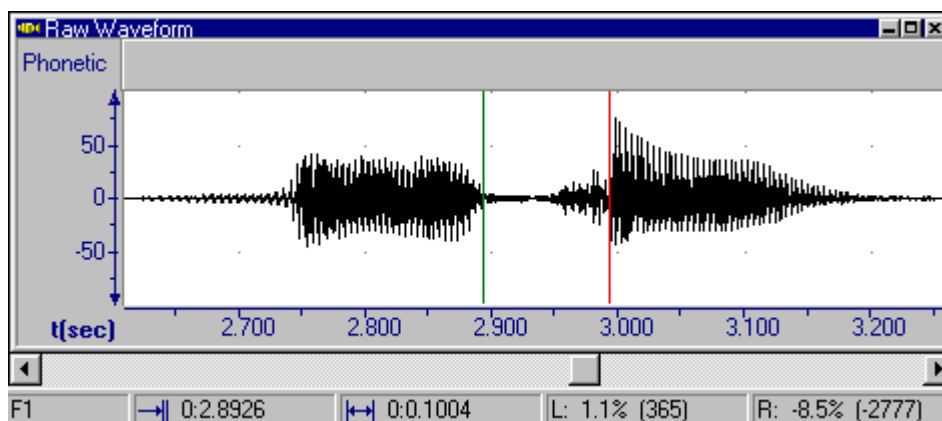 Raw Waveform
Phonetic
50
0
-50
t(sec) 2.700 2.800 2.900 3.000 3.100 3.200
F1 0:2.8926 0:0.1004 L: 1.1% (365) R: -8.5% (-2777)